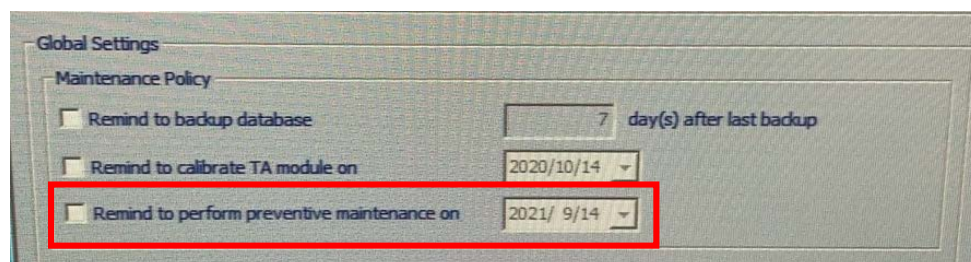 Global Settings
Maintenance Policy
Remind to backup database 7 day(s) after last backup
Remind to calibrate TA module on 2020/10/14
Remind to perform preventive maintenance on 2021/ 9/14